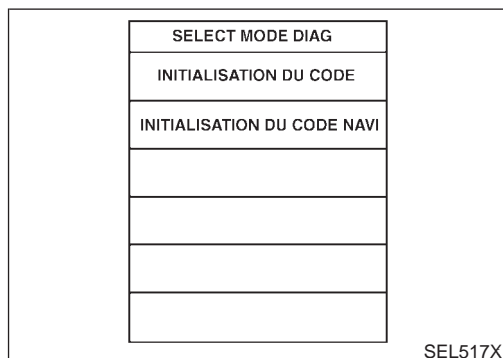 SELECT MODE DIAG
INITIALISATION DU CODE
INITIALISATION DU CODE NAVI
SEL517X